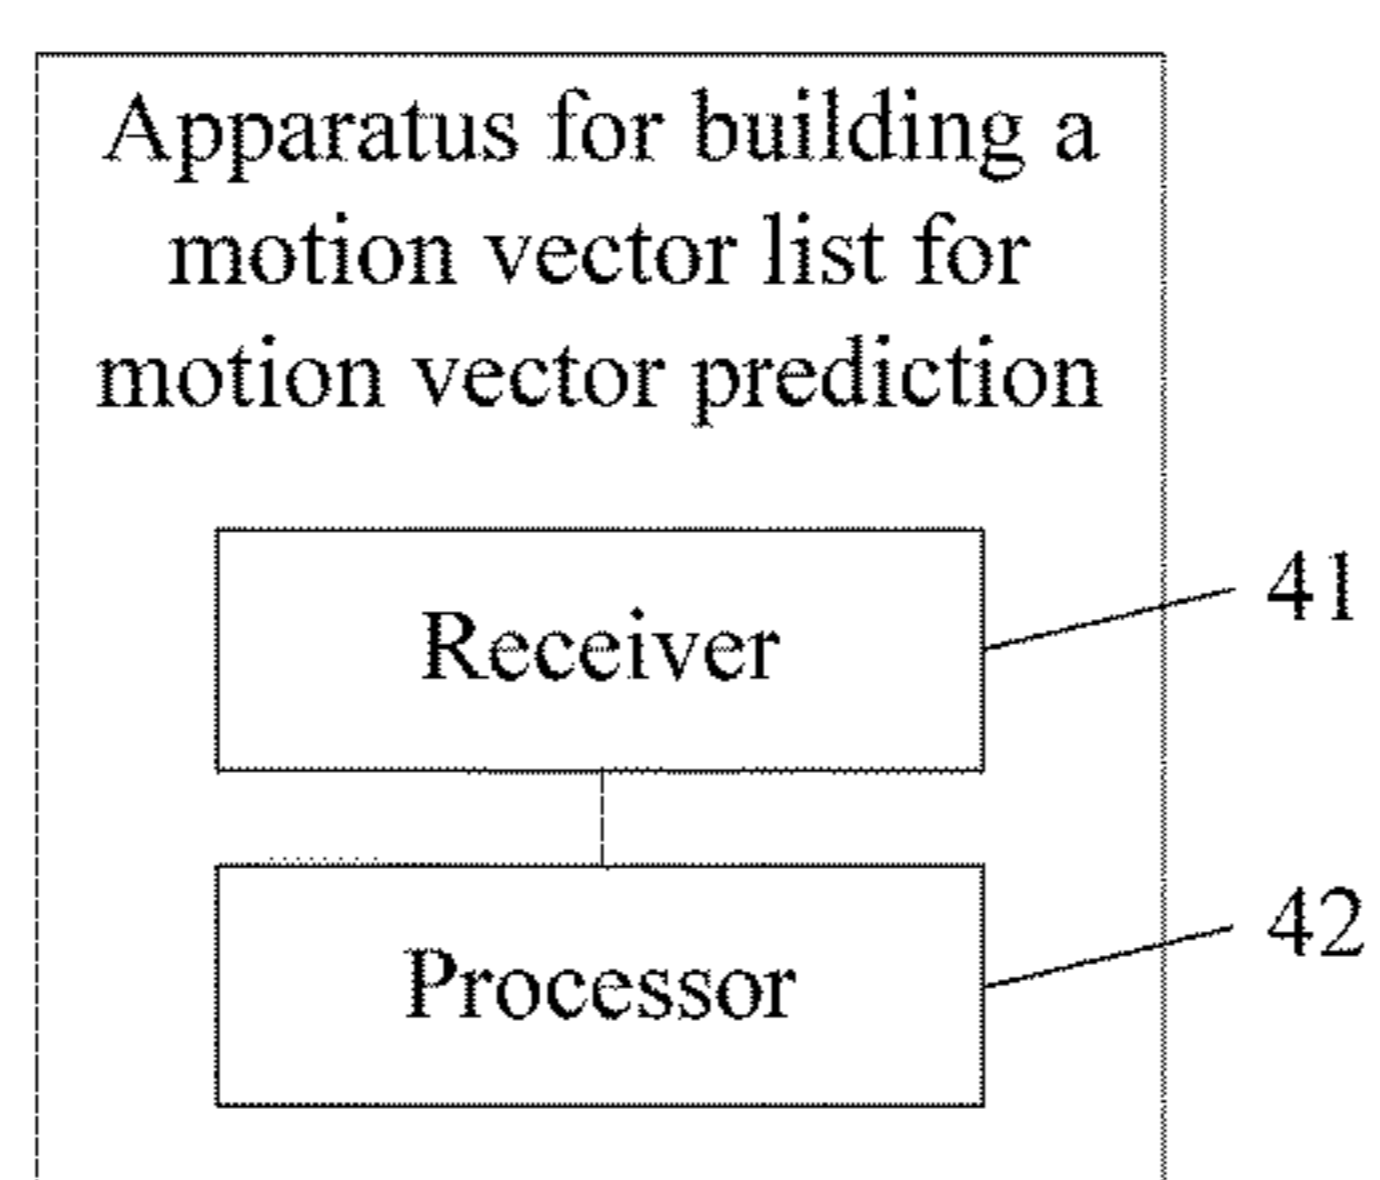 Apparatus for building a
motion vector list for
motion vector prediction
Receiver
41
Processor
42